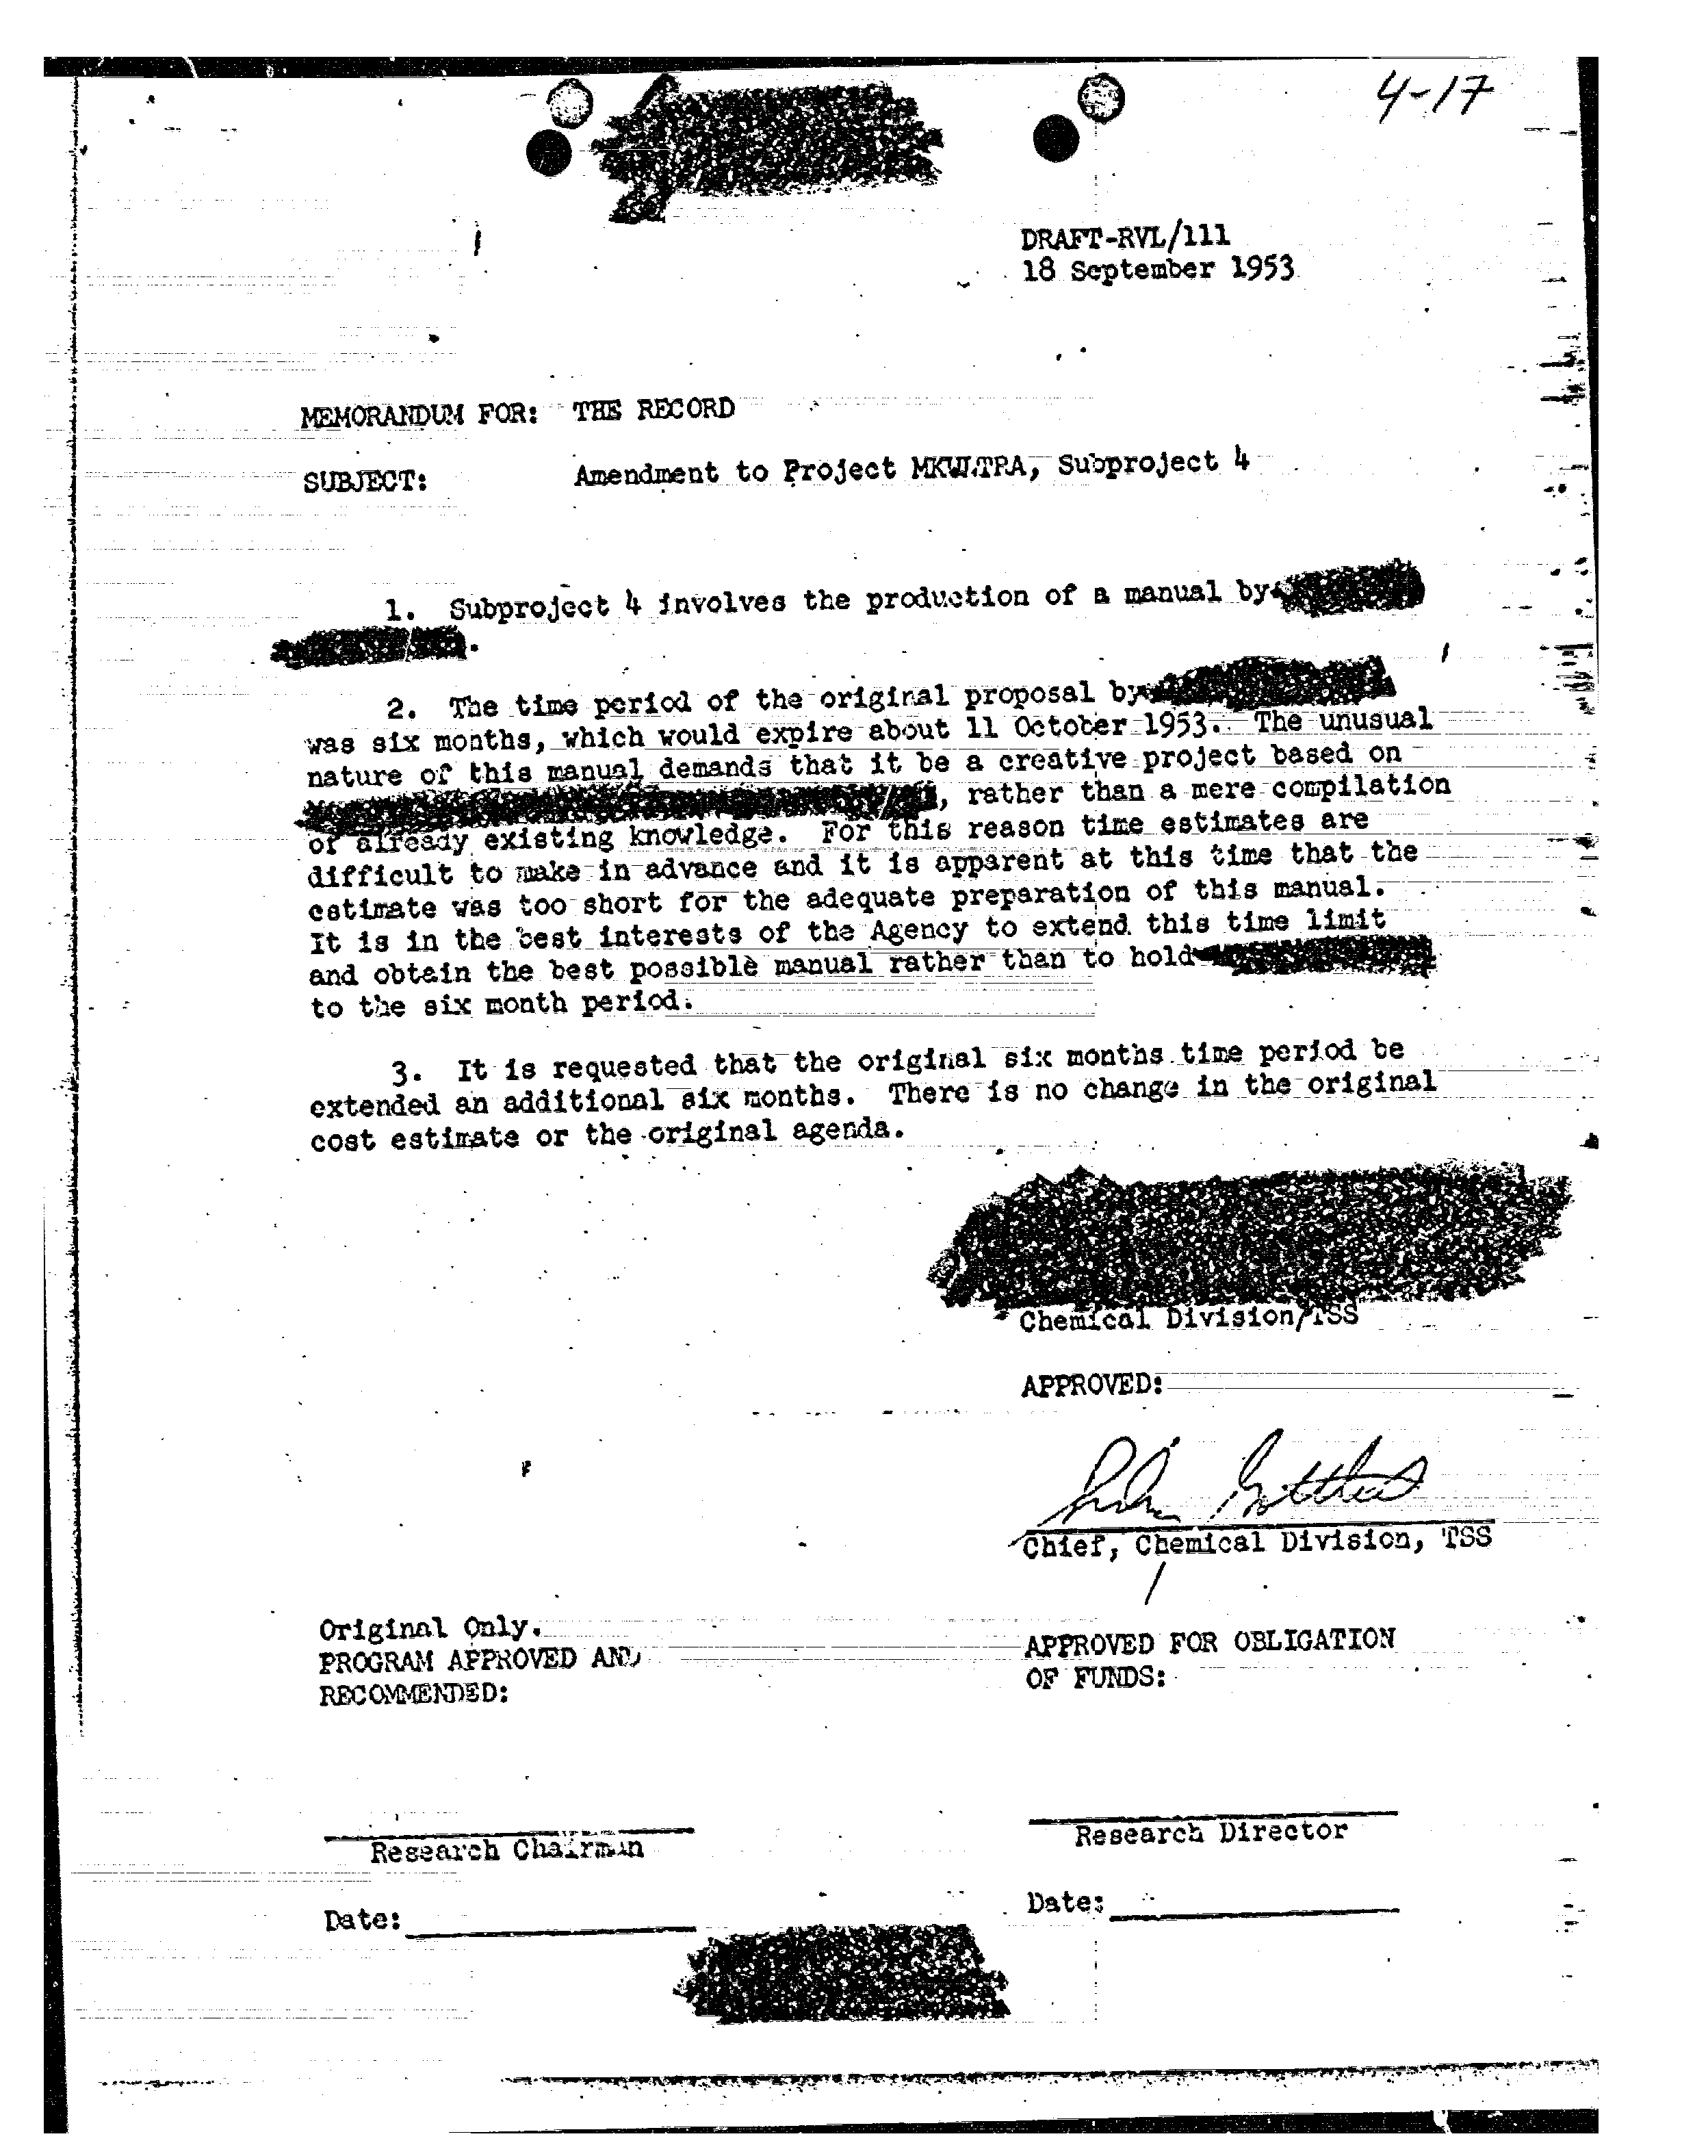 4-17
DRAFT-RVL/111
18 September 1953
MEMORANDUM FOR: THE RECORD
SUBJECT: Amendment to Project MKULTRA, Subproject 4
1. Subproject 4 involves the production of a manual by
.
2. The time period of the original proposal by
was six months, which would expire about 11 October 1953. The unusual
nature of this manual demands that it be a creative project based on
, rather than a mere compilation
of already existing knowledge. For this reason time estimates are
difficult to make in advance and it is apparent at this time that the
estimate was too short for the adequate preparation of this manual.
It is in the best interests of the Agency to extend this time limit
and obtain the best possible manual rather than to hold
to the six month period.
3. It is requested that the original six months time period be
extended an additional six months. There is no change in the original
cost estimate or the original agenda.
Chemical Division/TSS
APPROVED:
Sidney Gottlieb
Chief, Chemical Division, TSS
Original Only.
PROGRAM APPROVED AND
RECOMMENDED:
APPROVED FOR OBLIGATION
OF FUNDS:
Research Chairman
Research Director
Date:
Date: